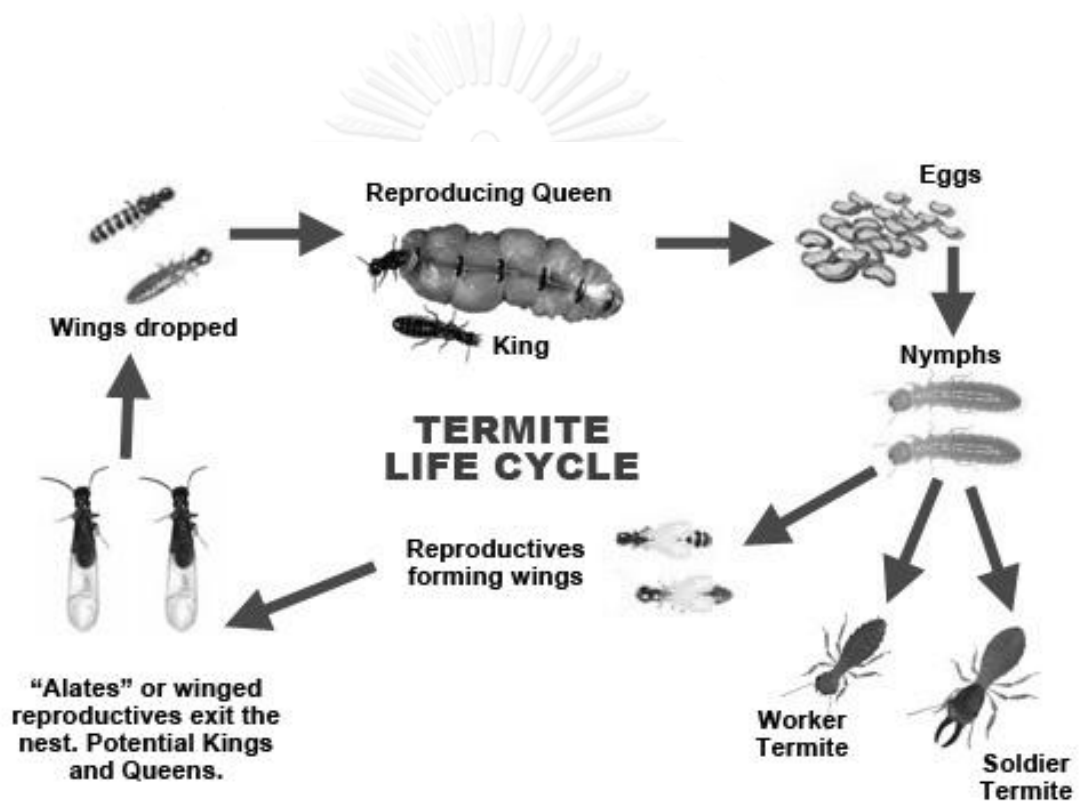 Reproducing Queen
Eggs
Wings dropped
King
Nymphs
TERMITE
LIFE CYCLE
Reproductives
forming wings
“Alates” or winged
reproductives exit the
nest. Potential Kings
and Queens.
Worker
Termite
Soldier
Termite